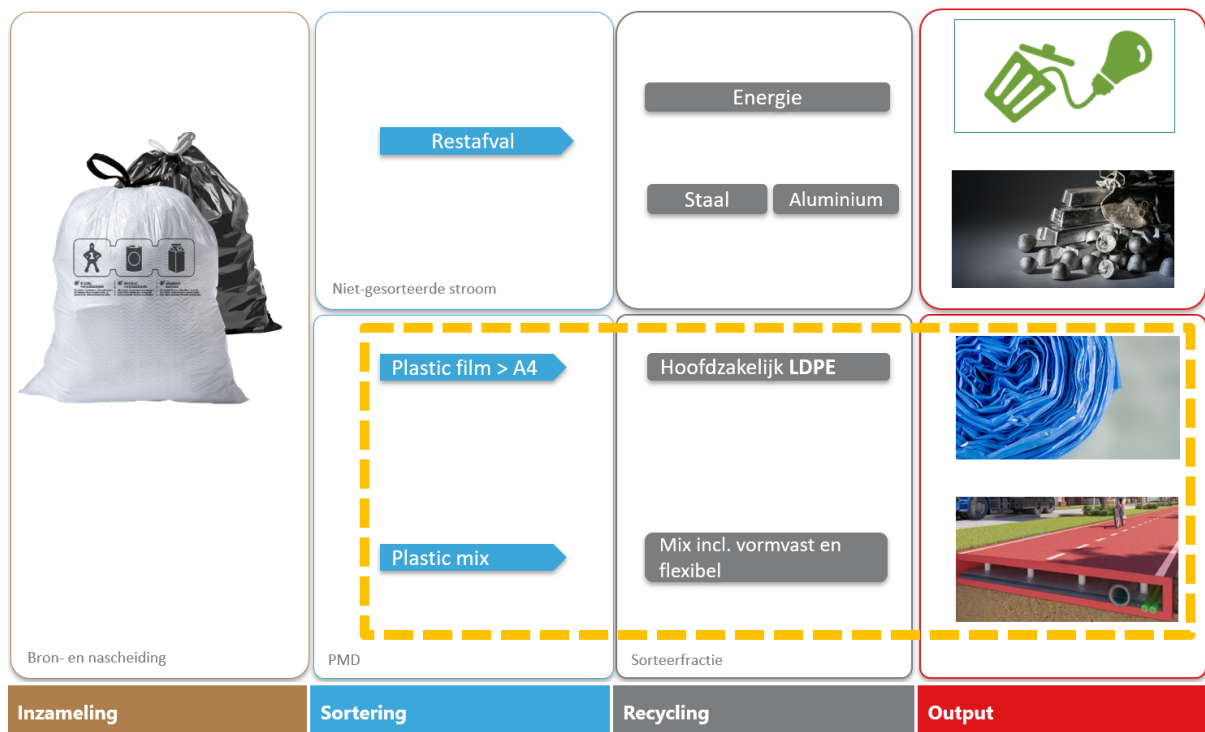 Restafval
Niet-gesorteerde stroom
Energie
Staal
Aluminium
Plastic film > A4
Hoofdzakelijk LDPE
Plastic mix
Mix incl. vormvast en
flexibel
Bron- en nascheiding
PMD
Sorteerfractie
Inzameling
Sortering
Recycling
Output